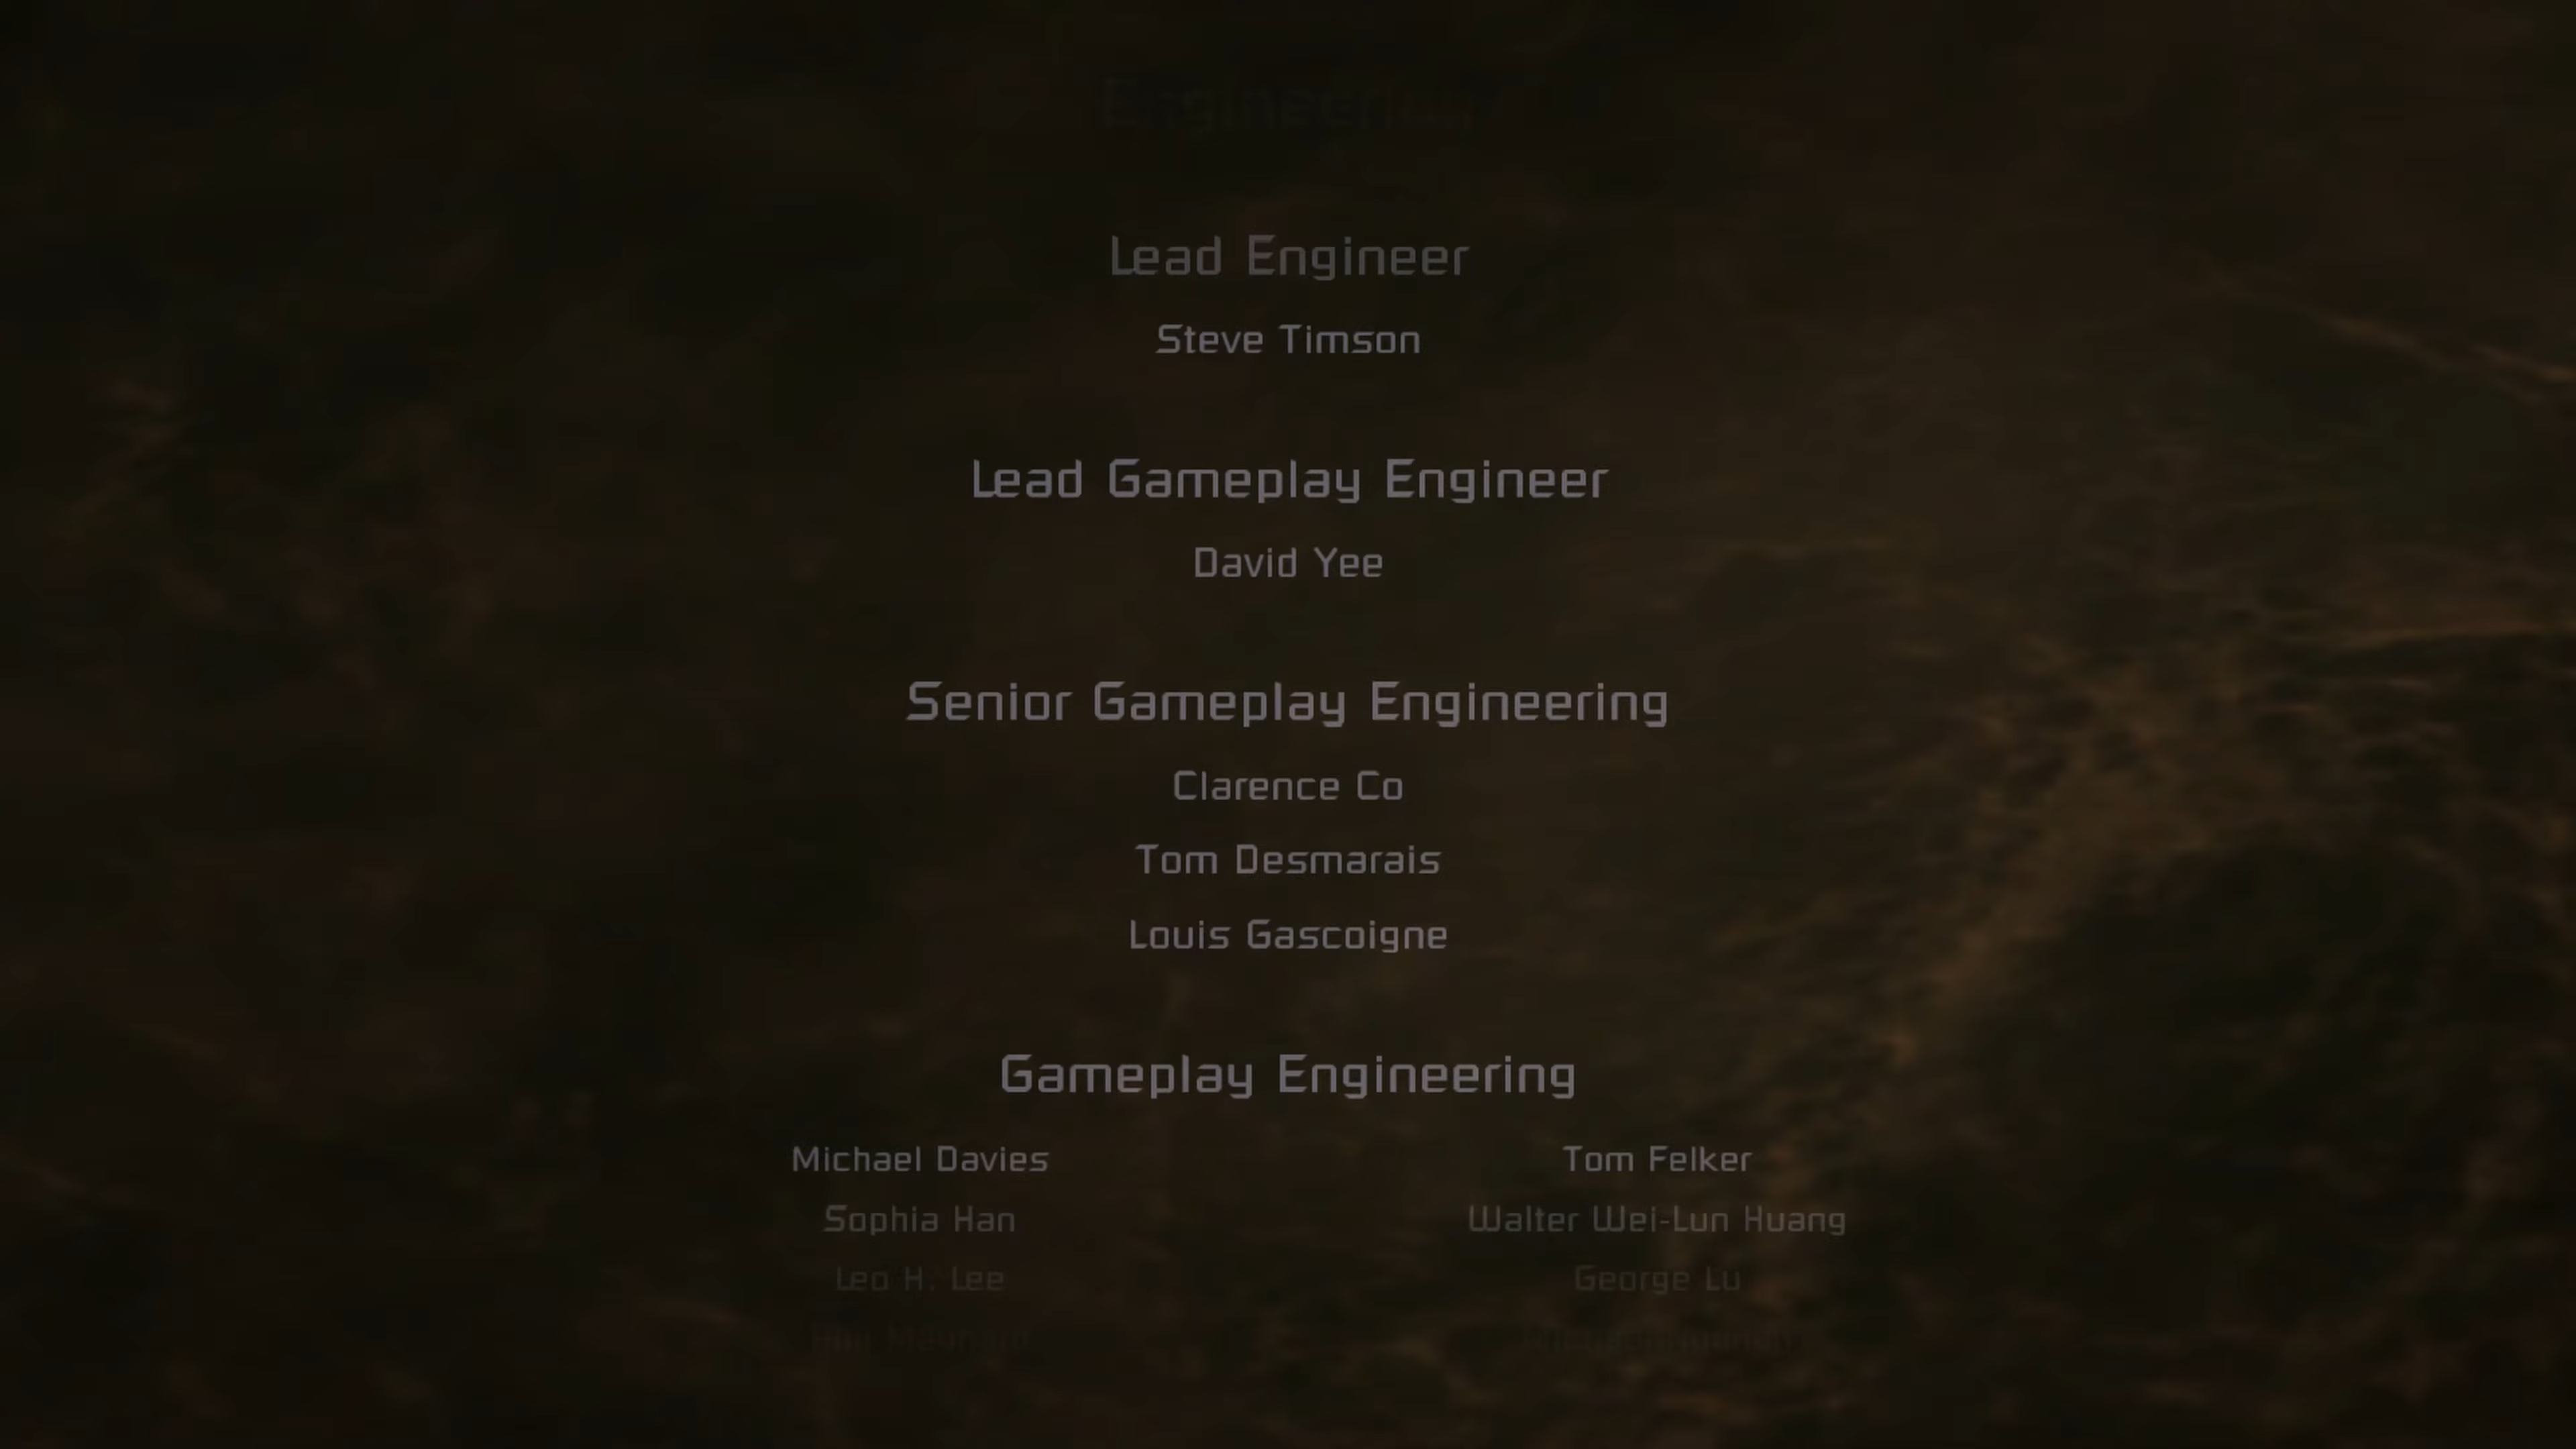 Engineering
Lead Engineer
Steve Timson
Lead Gameplay Engineer
David Yee
Senior Gameplay Engineering
Clarence Co
Tom Desmarais
Louis Gascoigne
Gameplay Engineering
Michael Davies Tom Felker
Sophia Han Walter Wei-Lun Huang
Leo H. Lee George Lu